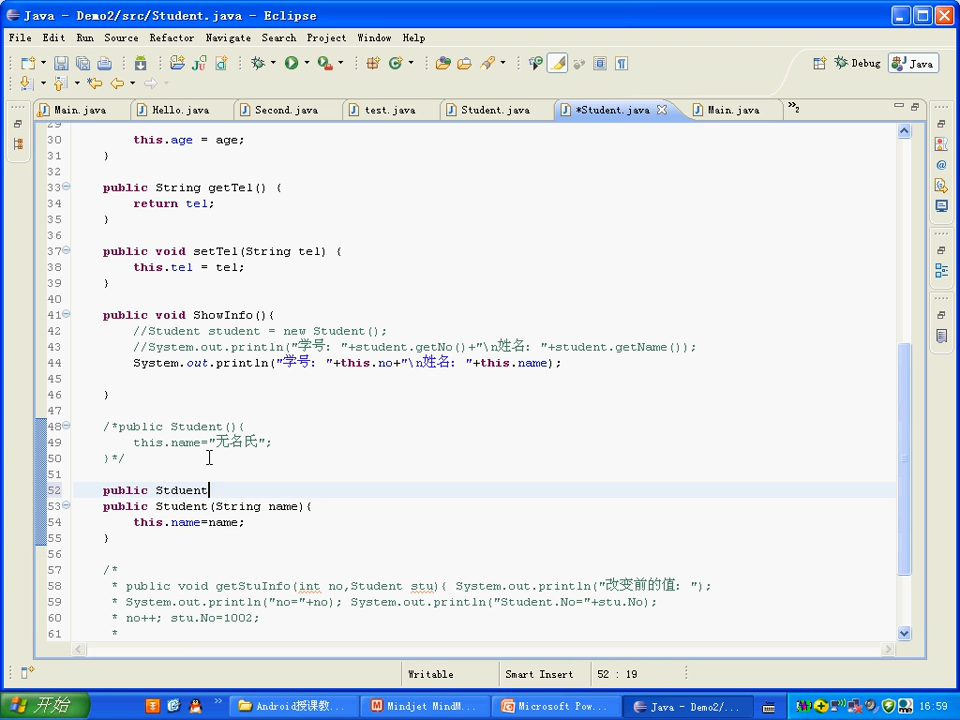 Java - Demo2/src/Student.java - Eclipse
File Edit Run Source Refactor Navigate Search Project Window Help
Debug Java
Main.java Hello.java Second.java test.java Student.java *Student.java Main.java »2
29
30 this.age = age;
31 }
32
33 public String getTel() {
34 return tel;
35 }
36
37 public void setTel(String tel) {
38 this.tel = tel;
39 }
40
41 public void ShowInfo(){
42 //Student student = new Student();
43 //System.out.println("学号: "+student.getNo()+"\n姓名: "+student.getName());
44 System.out.println("学号: "+this.no+"\n姓名: "+this.name);
45
46 }
47
48 /*public Student(){
49 this.name="无名氏";
50 }*/
51
52 public Stduent
53 public Student(String name){
54 this.name=name;
55 }
56
57 /*
58 * public void getStuInfo(int no,Student stu){ System.out.println("改变前的值: ");
59 * System.out.println("no="+no); System.out.println("Student.No="+stu.No);
60 * no++; stu.No=1002;
61 *
Writable Smart Insert 52 : 19
开始 Android授课教... Mindjet MindM... Microsoft Pow... Java - Demo2/... 16:59